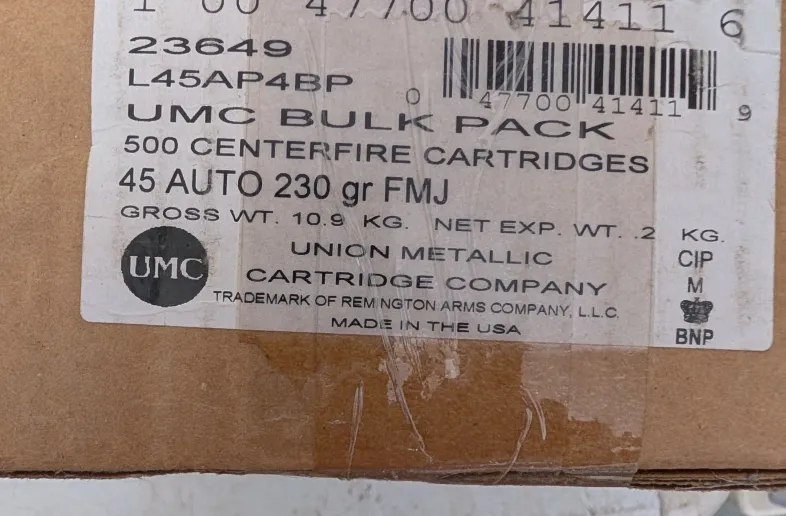 1 00 47700 41411 6
23649
L45AP4BP
0 47700 41411 9
UMC BULK PACK
500 CENTERFIRE CARTRIDGES
45 AUTO 230 gr FMJ
GROSS WT. 10.9 KG. NET EXP. WT. .2 KG.
UMC
UNION METALLIC
CARTRIDGE COMPANY
TRADEMARK OF REMINGTON ARMS COMPANY, L.L.C.
MADE IN THE USA
CIP
M
BNP